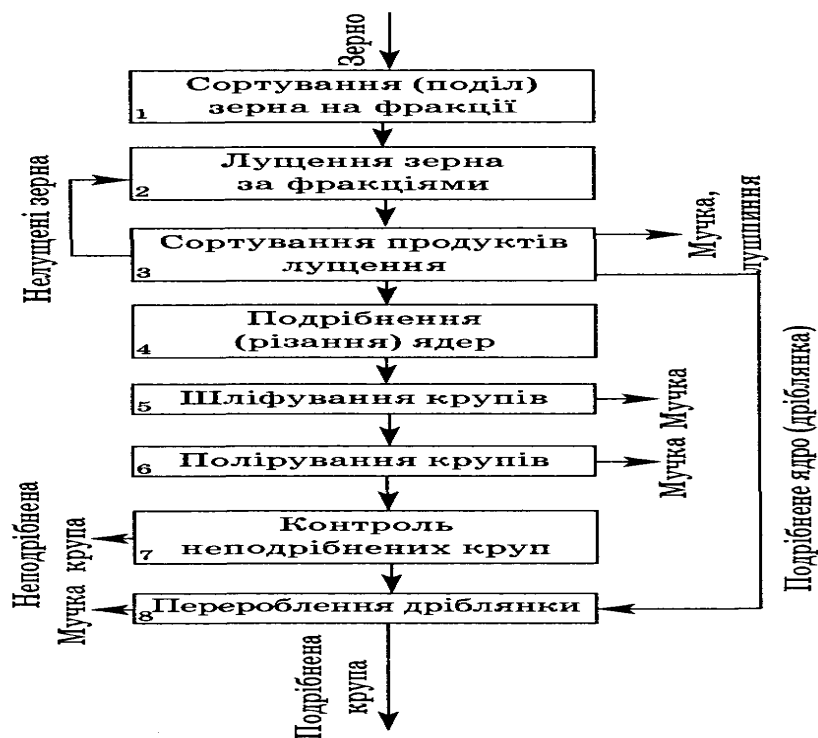 Зерно
Сортування (поділ)
зерна на фракції
1
Лущення зерна
за фракціями
2
Нелущені зерна
Сортування продуктів
лущення
3
Мучка,
лушпиння
Подрібнення
(різання) ядер
4
Шліфування крупів
5
Мучка
Полірування крупів
6
Мучка
Подрібнене ядро (дріблянка)
Контроль
неподрібнених круп
7
Неподрібнена
крупа
Перероблення дріблянки
8
Мучка
Подрібнена
крупа